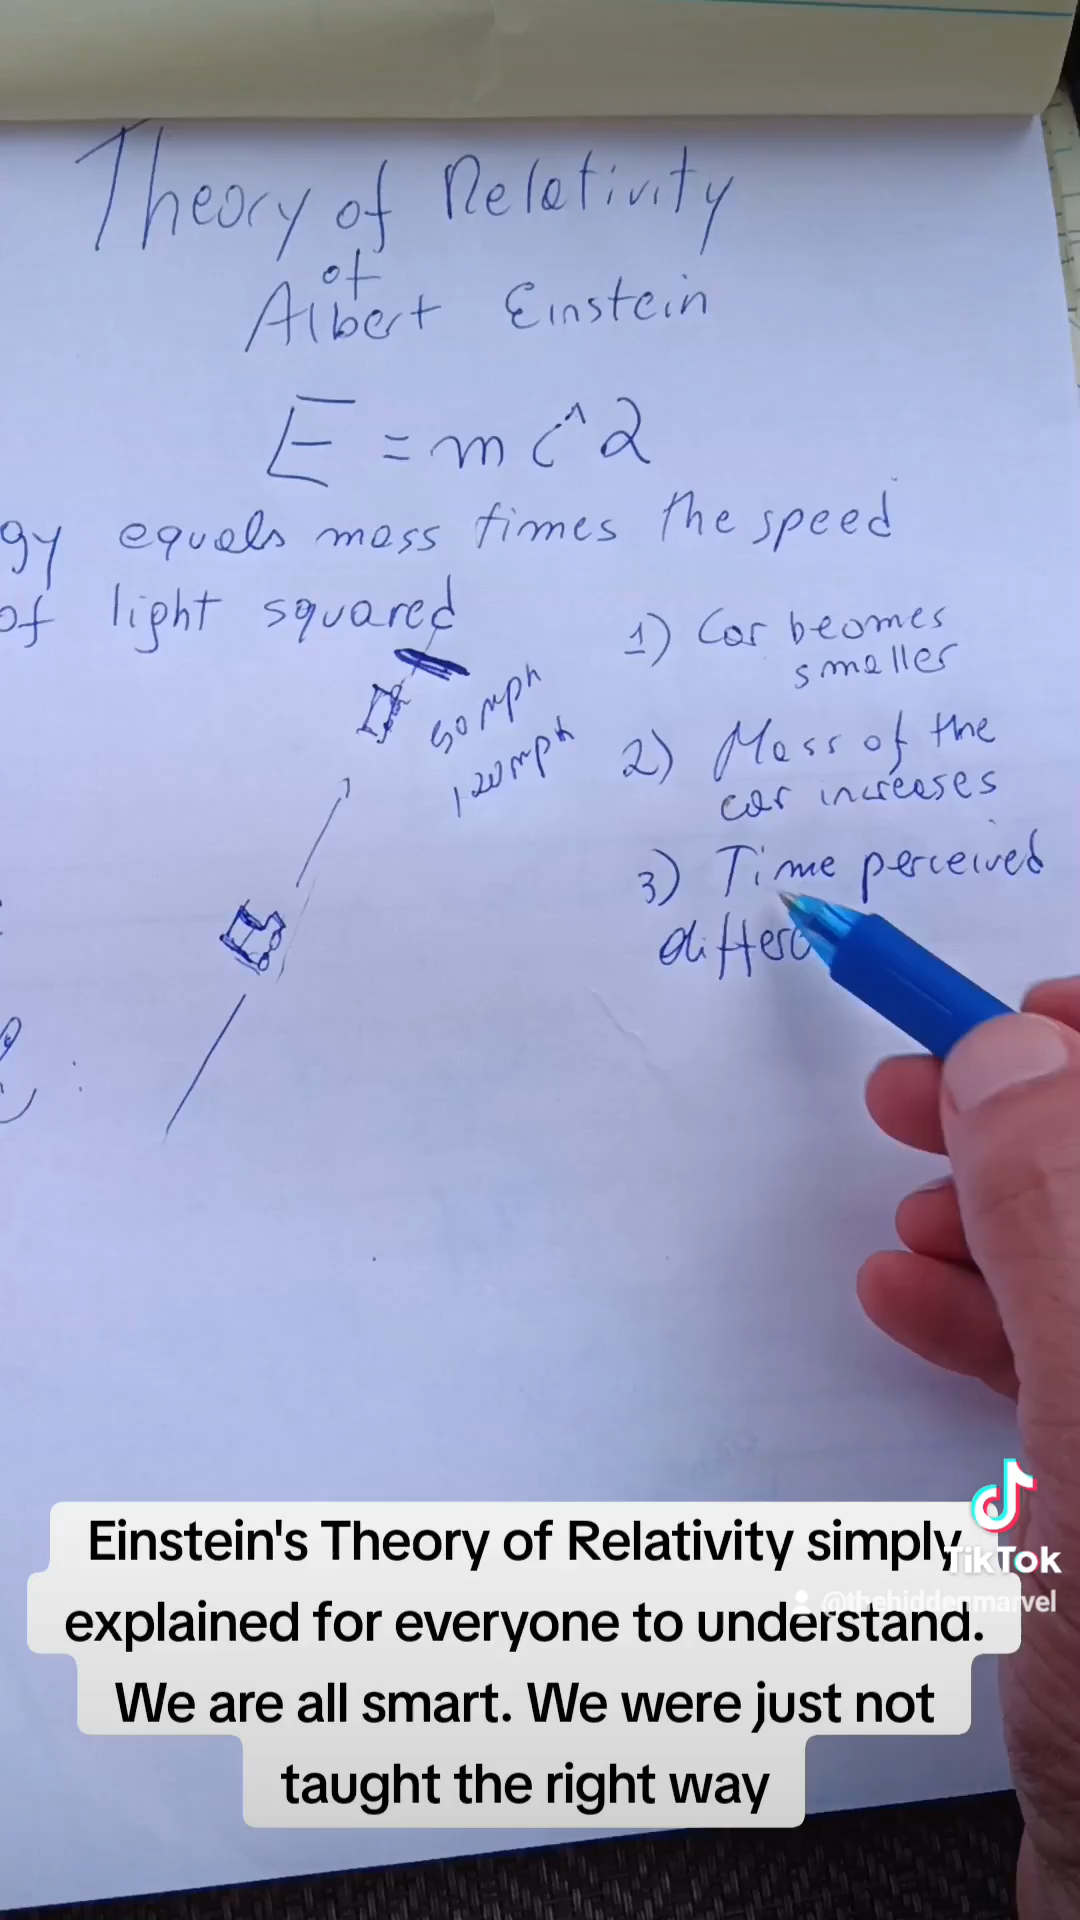 Theory of Relativity
of
Albert Einstein
E = mc^2
gy equals mass times the speed
of light squared
50 mph
120 mph
1) Car beomes
smaller
2) Mass of the
car increases
3) Time perceived
differe
Einstein's Theory of Relativity simply
explained for everyone to understand.
We are all smart. We were just not
taught the right way
TikTok
@thehiddenmarvel